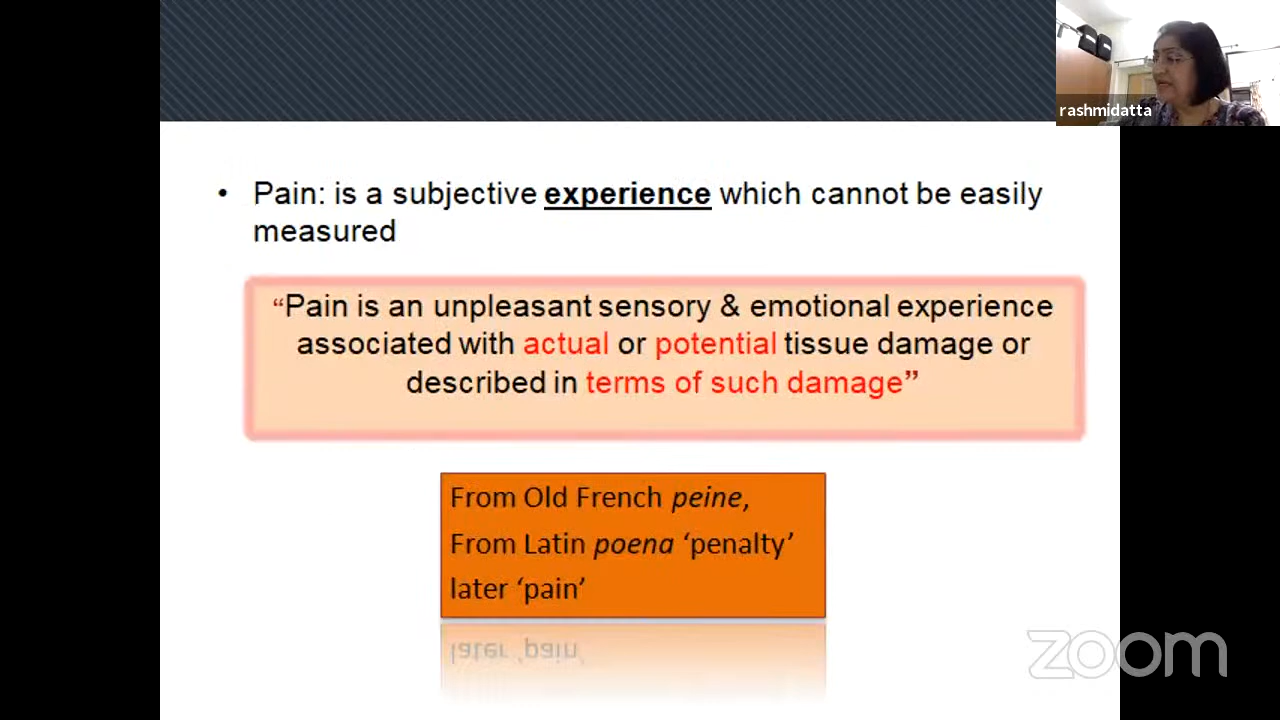 rashmidatta
• Pain: is a subjective experience which cannot be easily
measured
“Pain is an unpleasant sensory & emotional experience
associated with actual or potential tissue damage or
described in terms of such damage”
From Old French peine,
From Latin poena ‘penalty’
later ‘pain’
later ‘pain’
zoom